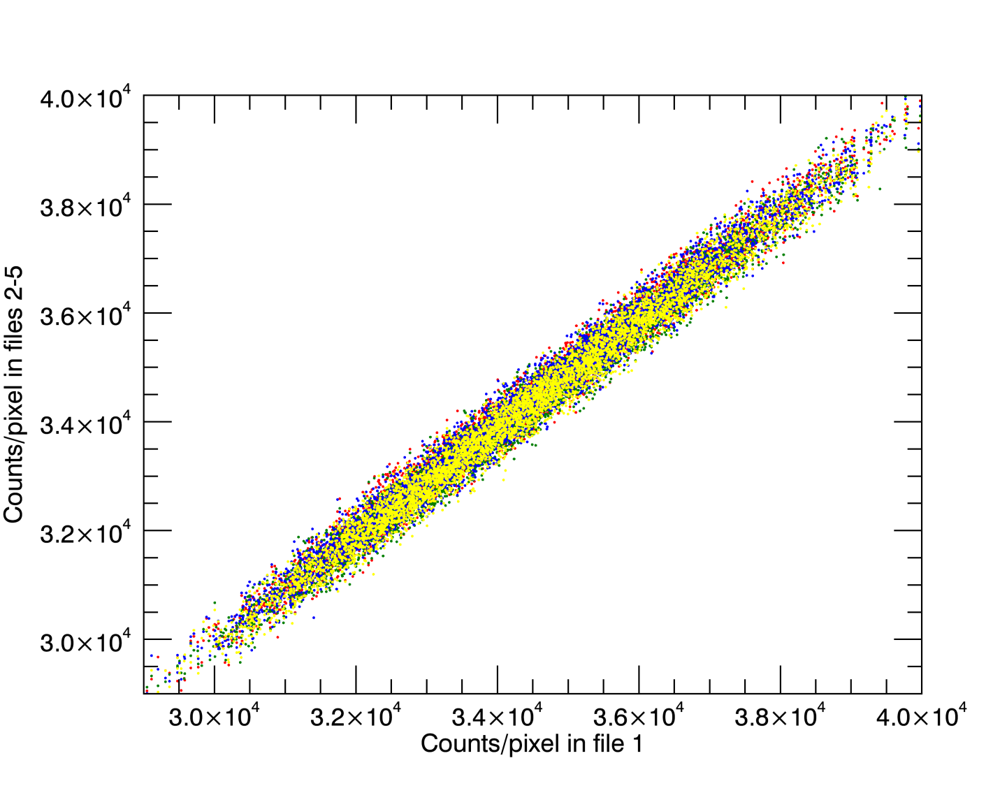 4.0×10⁴
3.8×10⁴
3.6×10⁴
3.4×10⁴
3.2×10⁴
3.0×10⁴
Counts/pixel in files 2-5
3.0×10⁴ 3.2×10⁴ 3.4×10⁴ 3.6×10⁴ 3.8×10⁴ 4.0×10⁴
Counts/pixel in file 1